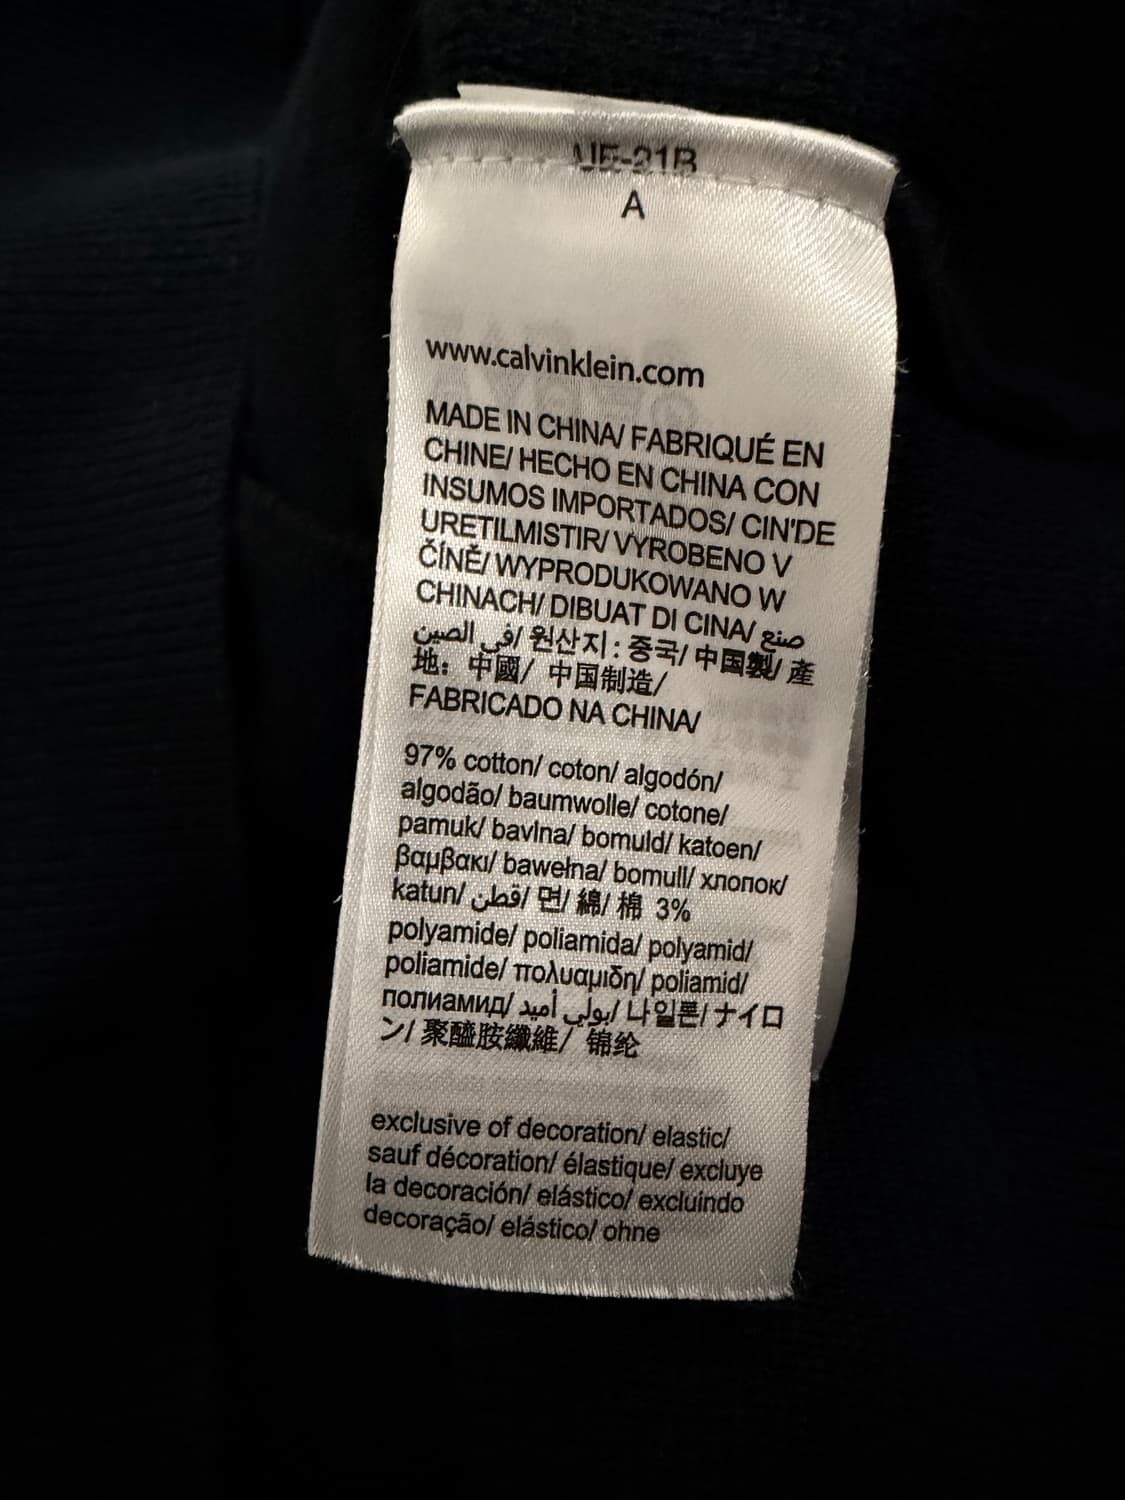 A
www.calvinklein.com
MADE IN CHINA/ FABRIQUÉ EN
CHINE/ HECHO EN CHINA CON
INSUMOS IMPORTADOS/ CIN'DE
URETILMISTIR/ VYROBENO V
ČÍNĚ/ WYPRODUKOWANO W
CHINACH/ DIBUAT DI CINA/ صنع
في الصين/ 원산지 : 중국/ 中国製/ 產
地：中國/ 中国制造/
FABRICADO NA CHINA/
97% cotton/ coton/ algodón/
algodão/ baumwolle/ cotone/
pamuk/ bavlna/ bomuld/ katoen/
βαμβακι/ bawełna/ bomull/ хлопок/
katun/ قطن/ 면/ 綿/ 棉 3%
polyamide/ poliamida/ polyamid/
poliamide/ πολυαμιδη/ poliamid/
полиамид/ بولي أميد/ 나일론/ ナイロ
ン/ 聚醯胺纖維/ 锦纶
exclusive of decoration/ elastic/
sauf décoration/ élastique/ excluye
la decoración/ elástico/ excluindo
decoração/ elástico/ ohne